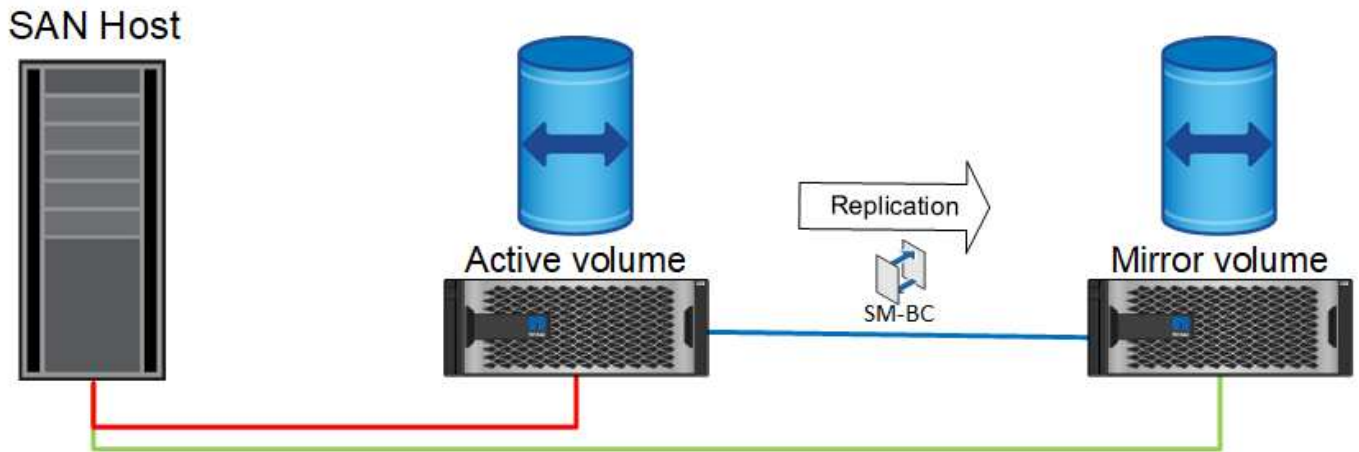 SAN Host
Replication
Active volume
Mirror volume
SM-BC